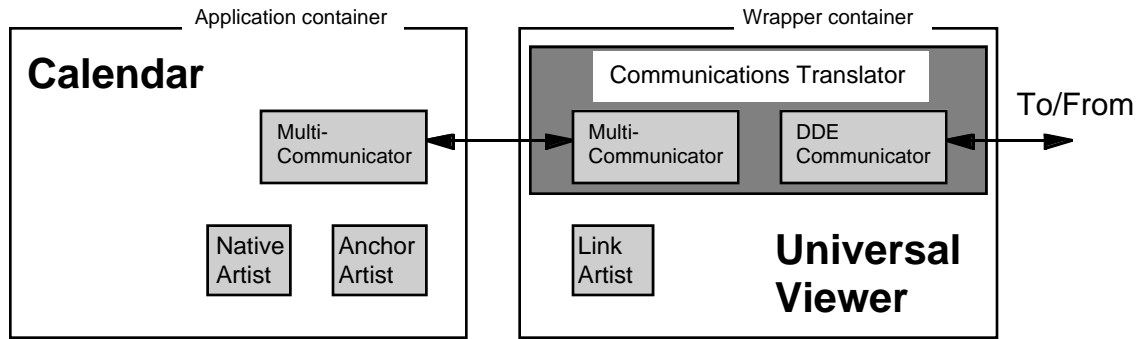 Application container
Wrapper container
Calendar
Communications Translator
To/From
Multi-
Communicator
Multi-
Communicator
DDE
Communicator
Native
Artist
Anchor
Artist
Link
Artist
Universal
Viewer